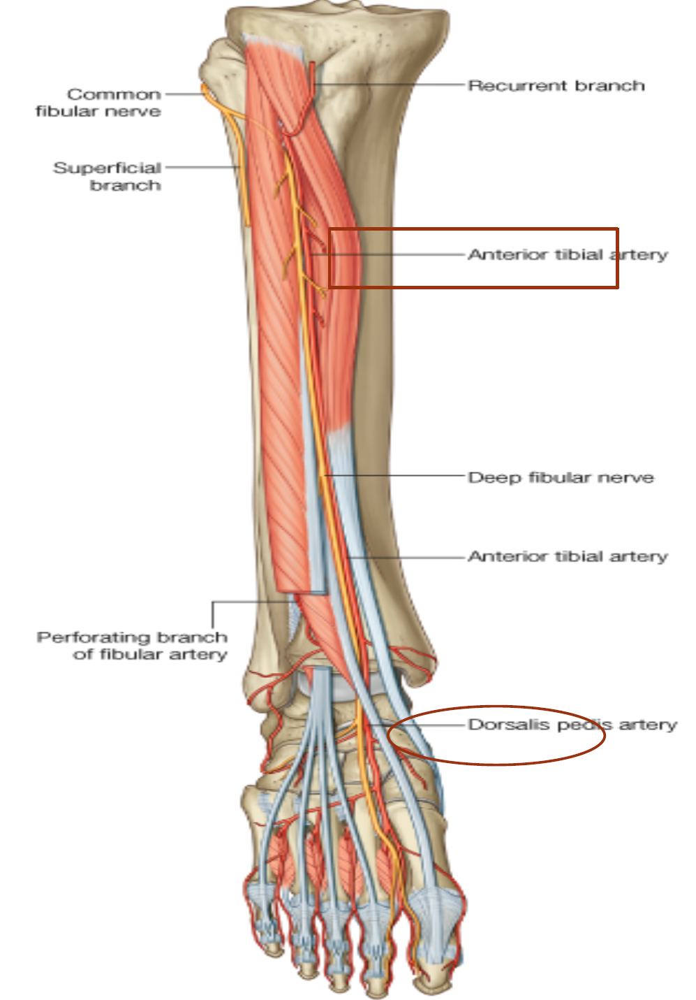 Common
fibular nerve
Recurrent branch
Superficial
branch
Anterior tibial artery
Deep fibular nerve
Anterior tibial artery
Perforating branch
of fibular artery
Dorsalis pedis artery